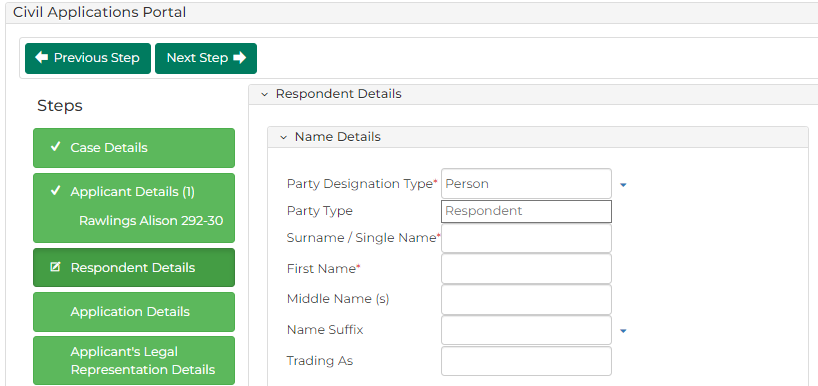 Civil Applications Portal
Previous Step
Next Step
Steps
Case Details
Applicant Details (1)
Rawlings Alison 292-30
Respondent Details
Application Details
Applicant's Legal
Representation Details
Respondent Details
Name Details
Party Designation Type* Person
Party Type Respondent
Surname / Single Name*
First Name*
Middle Name (s)
Name Suffix
Trading As